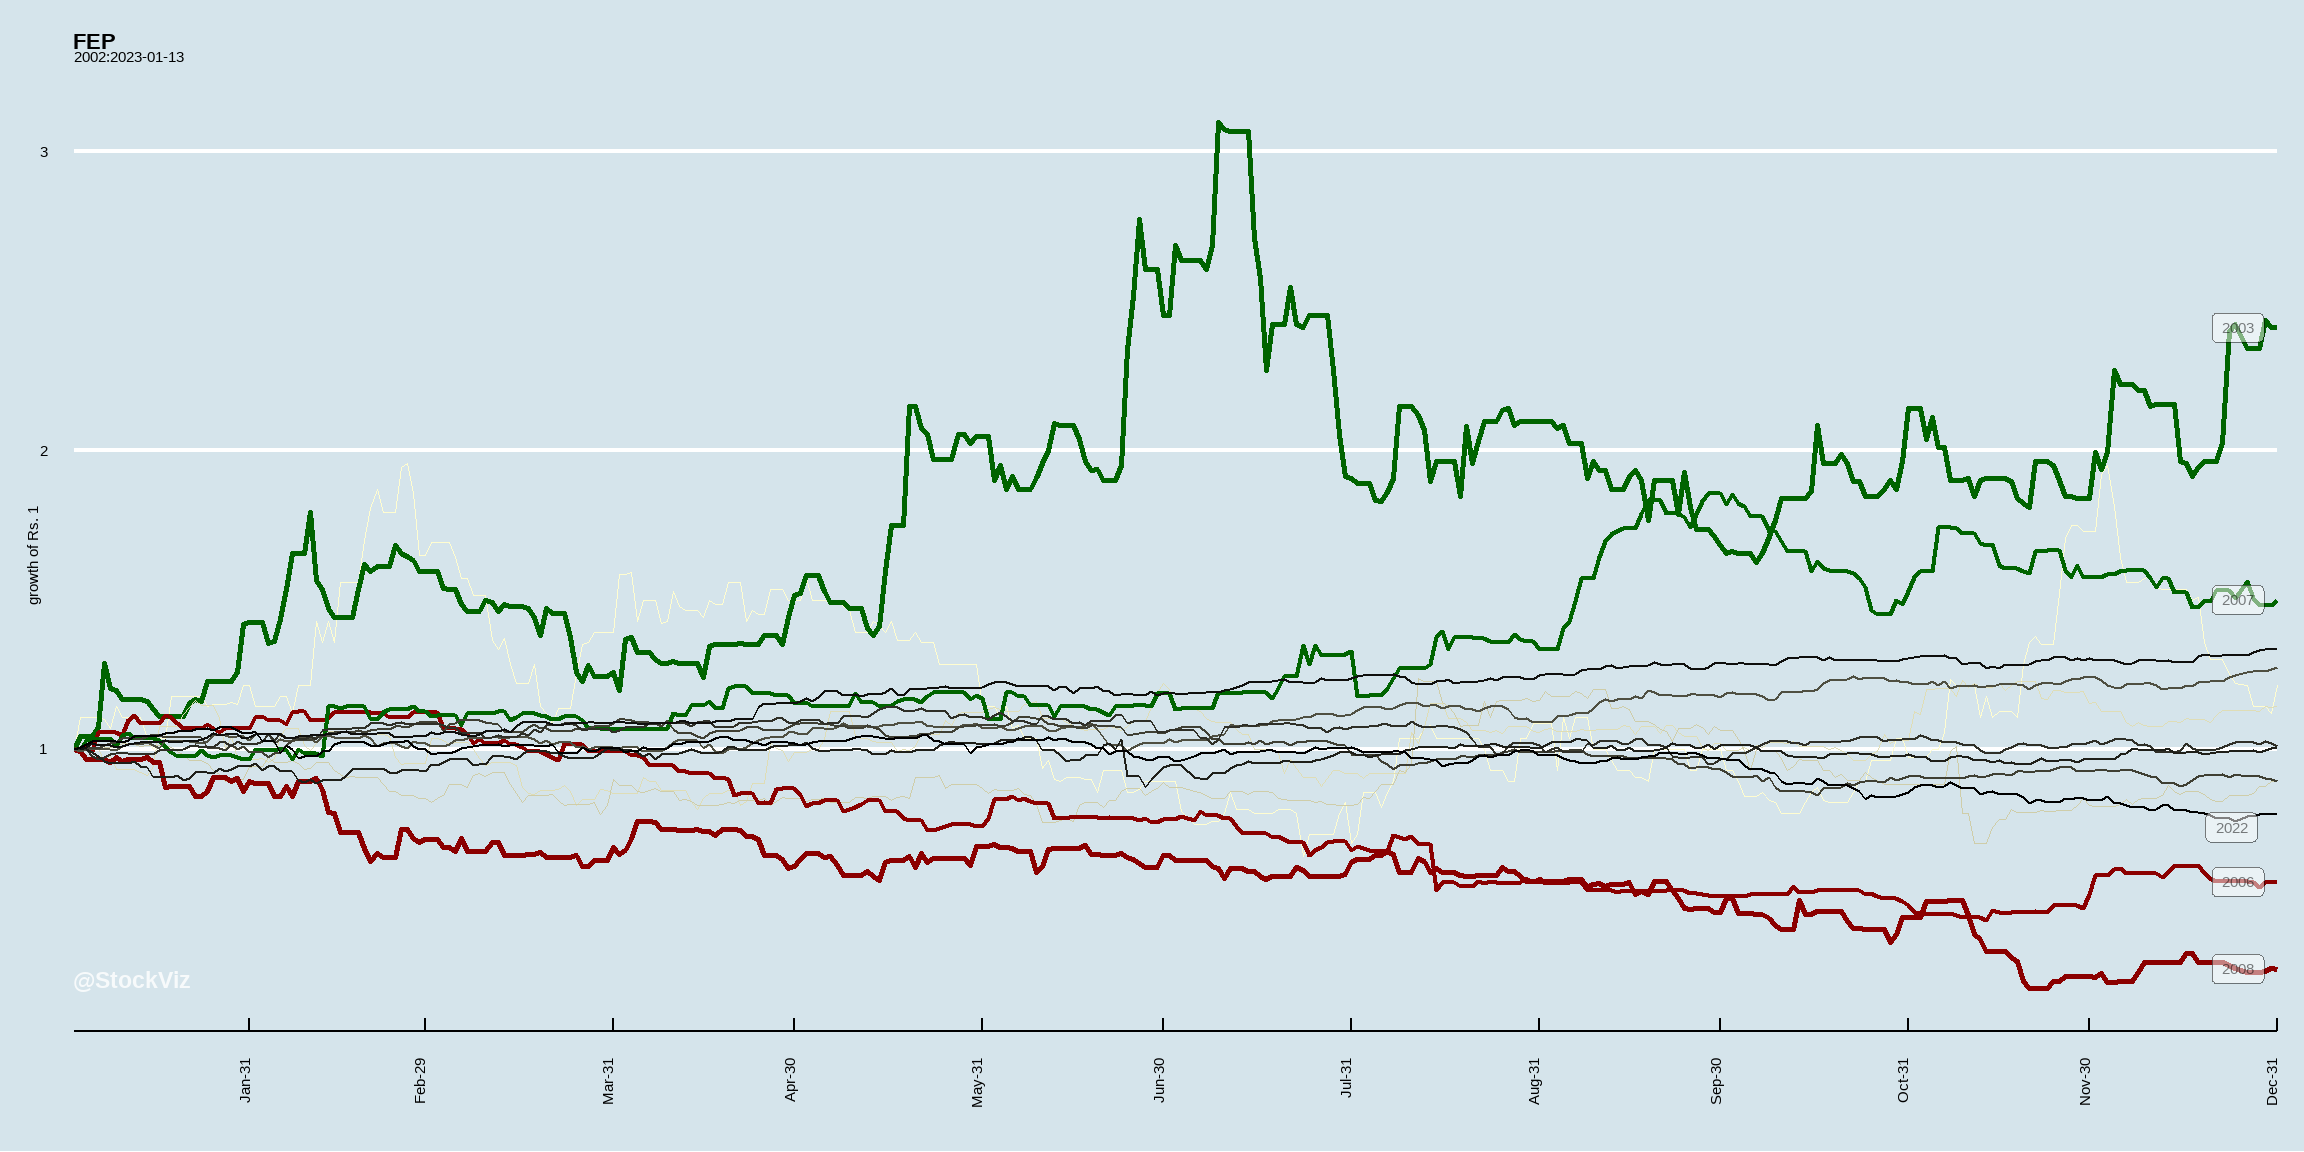 FEP
2002:2023-01-13
3
2
1
growth of Rs. 1
2003
2007
2022
2006
2008
@StockViz
Jan-31
Feb-29
Mar-31
Apr-30
May-31
Jun-30
Jul-31
Aug-31
Sep-30
Oct-31
Nov-30
Dec-31